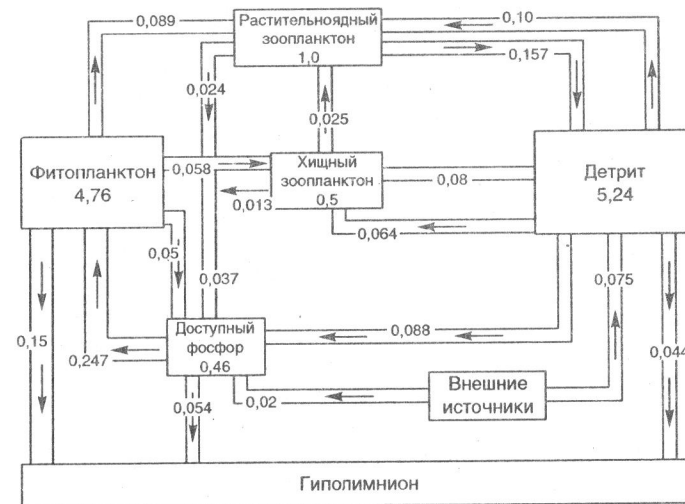 0,089
Растительноядный
зоопланктон
1,0
0,10
0,157
0,024
0,025
Фитопланктон
4,76
0,058
Хищный
зоопланктон
0,5
0,013
0,08
0,064
Детрит
5,24
0,05
0,037
0,075
Доступный
фосфор
0,46
0,088
0,15
0,247
0,054
0,02
Внешние
источники
0,044
Гиполимнион